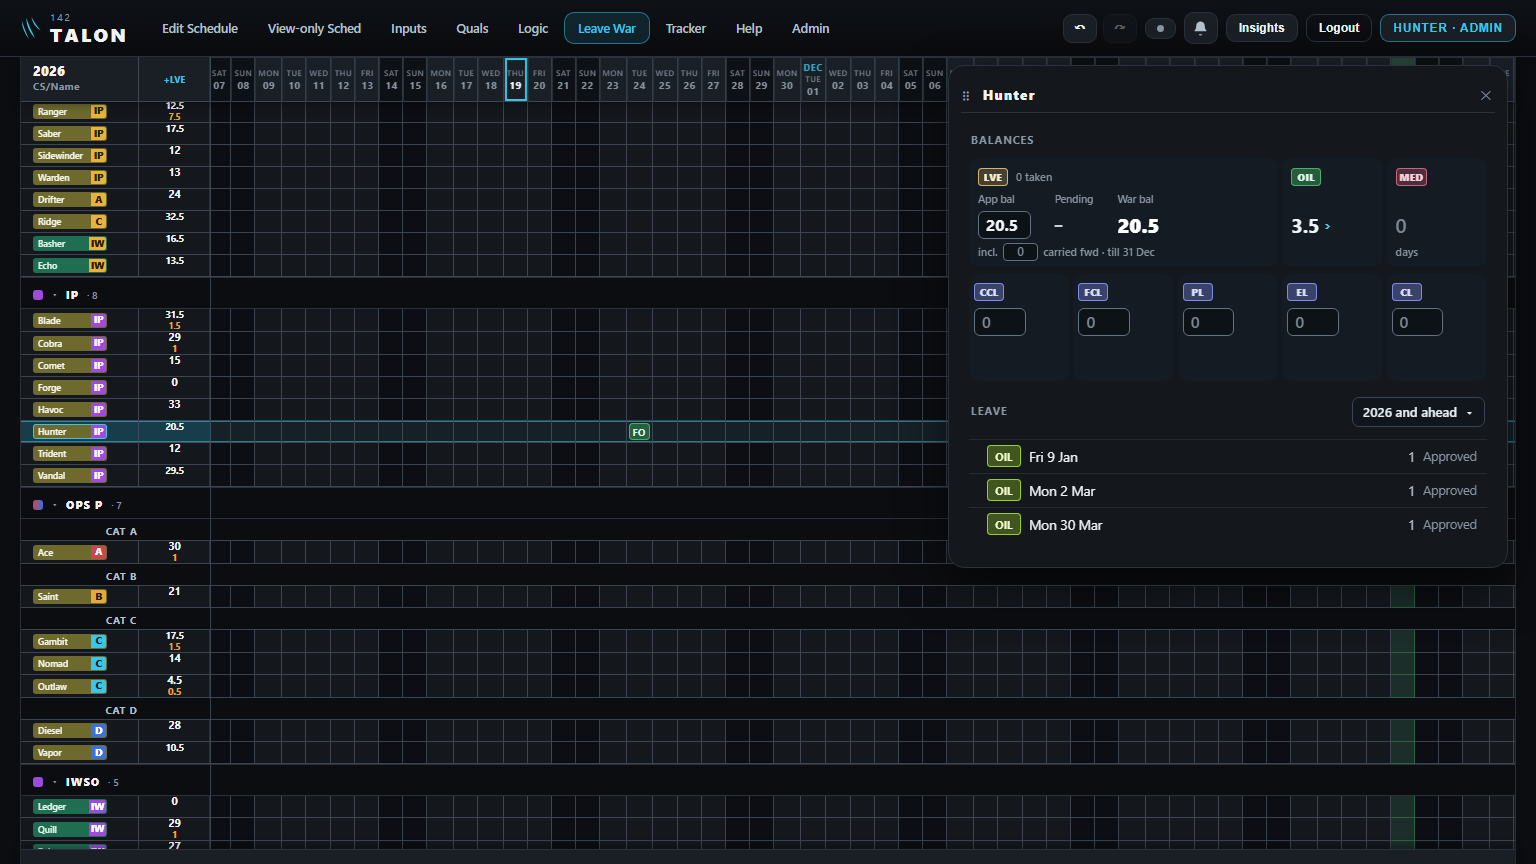 142
TALON
Edit Schedule
View-only Sched
Inputs
Quals
Logic
Leave War
Tracker
Help
Admin
Insights
Logout
HUNTER · ADMIN
2026
CS/Name
+LVE
SAT 07
SUN 08
MON 09
TUE 10
WED 11
THU 12
FRI 13
SAT 14
SUN 15
MON 16
TUE 17
WED 18
THU 19
FRI 20
SAT 21
SUN 22
MON 23
TUE 24
WED 25
THU 26
FRI 27
SAT 28
SUN 29
MON 30
DEC TUE 01
WED 02
THU 03
FRI 04
SAT 05
SUN 06
Ranger IP 12.5 7.5
Saber IP 17.5
Sidewinder IP 12
Warden IP 13
Drifter A 24
Ridge C 32.5
Basher IW 16.5
Echo IW 13.5
IP · 8
Blade IP 31.5 1.5
Cobra IP 29 1
Comet IP 15
Forge IP 0
Havoc IP 33
Hunter IP 20.5 FO
Trident IP 12
Vandal IP 29.5
OPS P · 7
CAT A
Ace A 30 1
CAT B
Saint B 21
CAT C
Gambit C 17.5 1.5
Nomad C 14
Outlaw C 4.5 0.5
CAT D
Diesel D 28
Vapor D 10.5
IWSO · 5
Ledger IW 0
Quill IW 29 1
27
Hunter
BALANCES
LVE 0 taken
App bal Pending War bal
20.5 – 20.5
incl. 0 carried fwd · till 31 Dec
OIL
3.5 ›
MED
0
days
CCL FCL PL EL CL
0 0 0 0 0
LEAVE
2026 and ahead
OIL Fri 9 Jan 1 Approved
OIL Mon 2 Mar 1 Approved
OIL Mon 30 Mar 1 Approved